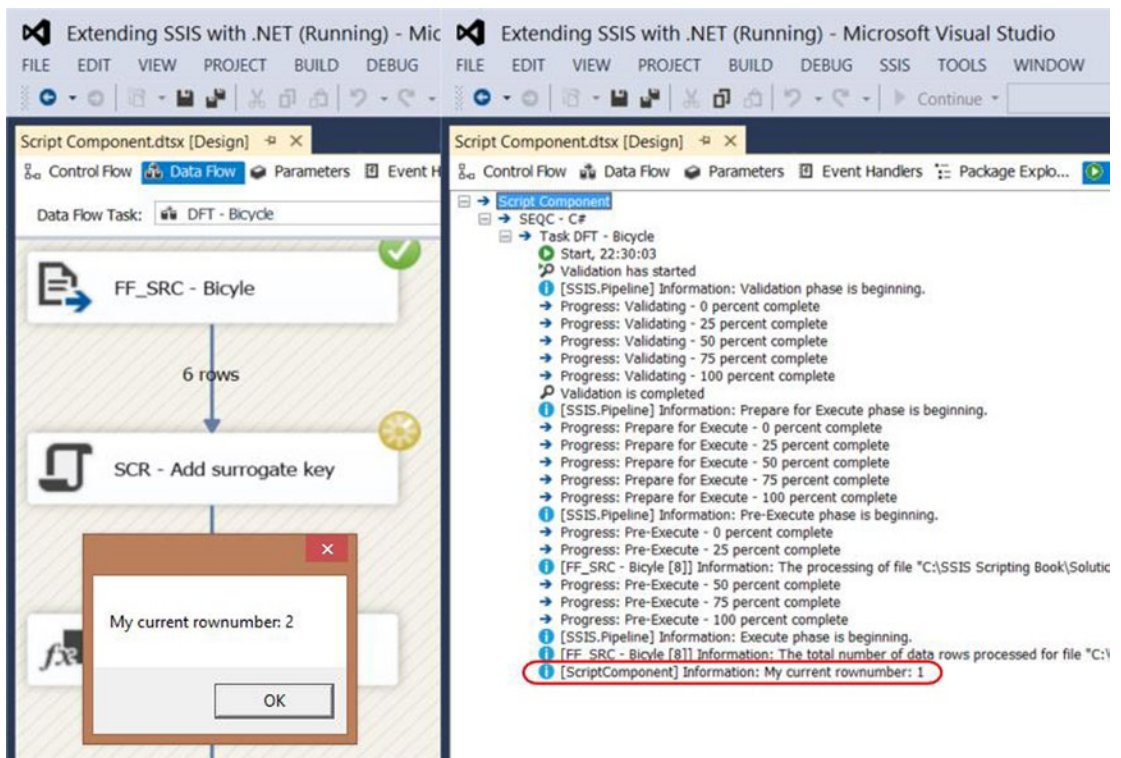 Extending SSIS with .NET (Running) - Mic
FILE EDIT VIEW PROJECT BUILD DEBUG
Script Component.dtsx [Design]
Control Flow Data Flow Parameters Event H
Data Flow Task: DFT - Bicycle
FF_SRC - Bicyle
6 rows
SCR - Add surrogate key
My current rownumber: 2
OK
fx
Extending SSIS with .NET (Running) - Microsoft Visual Studio
FILE EDIT VIEW PROJECT BUILD DEBUG SSIS TOOLS WINDOW
Continue
Script Component.dtsx [Design]
Control Flow Data Flow Parameters Event Handlers Package Explo...
Script Component
SEQC - C#
Task DFT - Bicycle
Start, 22:30:03
Validation has started
[SSIS.Pipeline] Information: Validation phase is beginning.
Progress: Validating - 0 percent complete
Progress: Validating - 25 percent complete
Progress: Validating - 50 percent complete
Progress: Validating - 75 percent complete
Progress: Validating - 100 percent complete
Validation is completed
[SSIS.Pipeline] Information: Prepare for Execute phase is beginning.
Progress: Prepare for Execute - 0 percent complete
Progress: Prepare for Execute - 25 percent complete
Progress: Prepare for Execute - 50 percent complete
Progress: Prepare for Execute - 75 percent complete
Progress: Prepare for Execute - 100 percent complete
[SSIS.Pipeline] Information: Pre-Execute phase is beginning.
Progress: Pre-Execute - 0 percent complete
Progress: Pre-Execute - 25 percent complete
[FF_SRC - Bicyle [8]] Information: The processing of file "C:\SSIS Scripting Book\Solutio
Progress: Pre-Execute - 50 percent complete
Progress: Pre-Execute - 75 percent complete
Progress: Pre-Execute - 100 percent complete
[SSIS.Pipeline] Information: Execute phase is beginning.
[FF_SRC - Bicyle [8]] Information: The total number of data rows processed for file "C:\
[ScriptComponent] Information: My current rownumber: 1